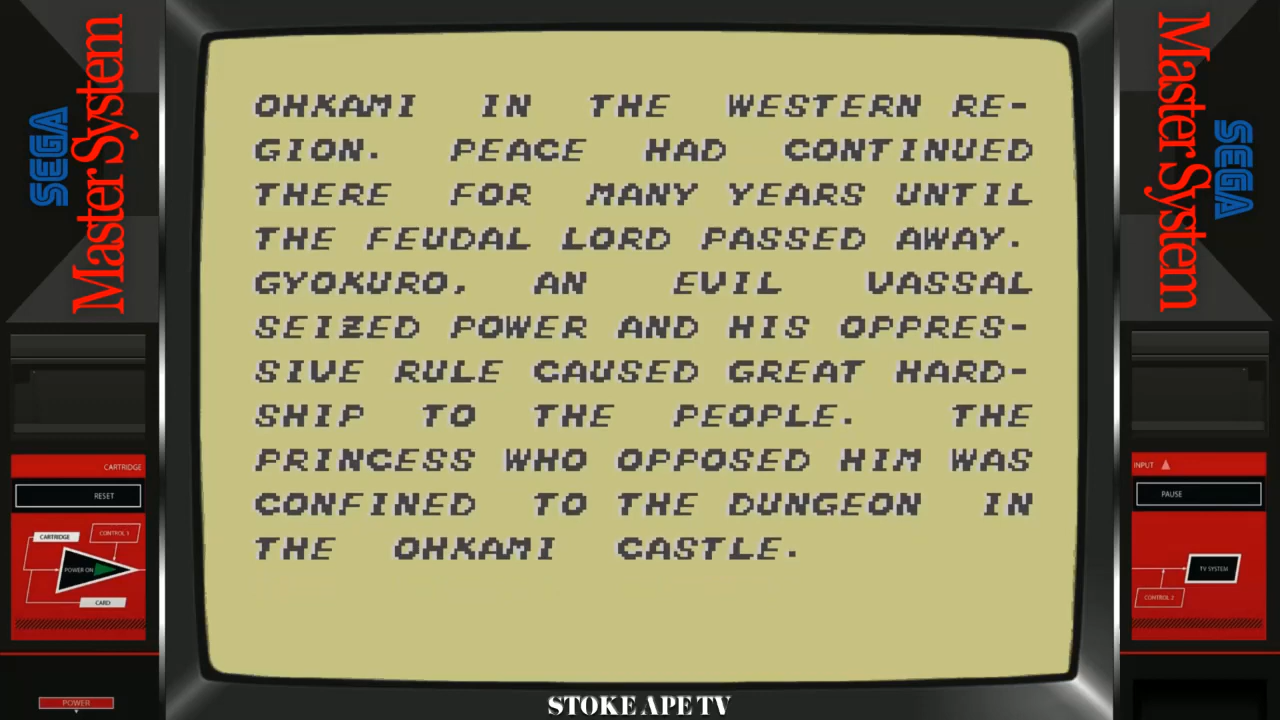 SEGA
Master System
OHKAMI IN THE WESTERN RE-
GION. PEACE HAD CONTINUED
THERE FOR MANY YEARS UNTIL
THE FEUDAL LORD PASSED AWAY.
GYOKURO, AN EVIL VASSAL
SEIZED POWER AND HIS OPPRES-
SIVE RULE CAUSED GREAT HARD-
SHIP TO THE PEOPLE. THE
PRINCESS WHO OPPOSED HIM WAS
CONFINED TO THE DUNGEON IN
THE OHKAMI CASTLE.
SEGA
Master System
CARTRIDGE
RESET
CARTRIDGE
CONTROL 1
POWER ON
CARD
POWER
INPUT
PAUSE
TV SYSTEM
CONTROL 2
STOKE APE TV